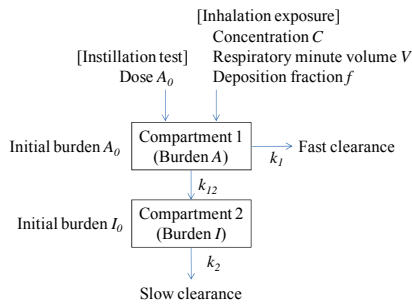 [Inhalation exposure]
Concentration C
[Instillation test]
Respiratory minute volume V
Dose A0
Deposition fraction f
Initial burden A0
Compartment 1
(Burden A)
k1
Fast clearance
k12
Initial burden I0
Compartment 2
(Burden I)
k2
Slow clearance